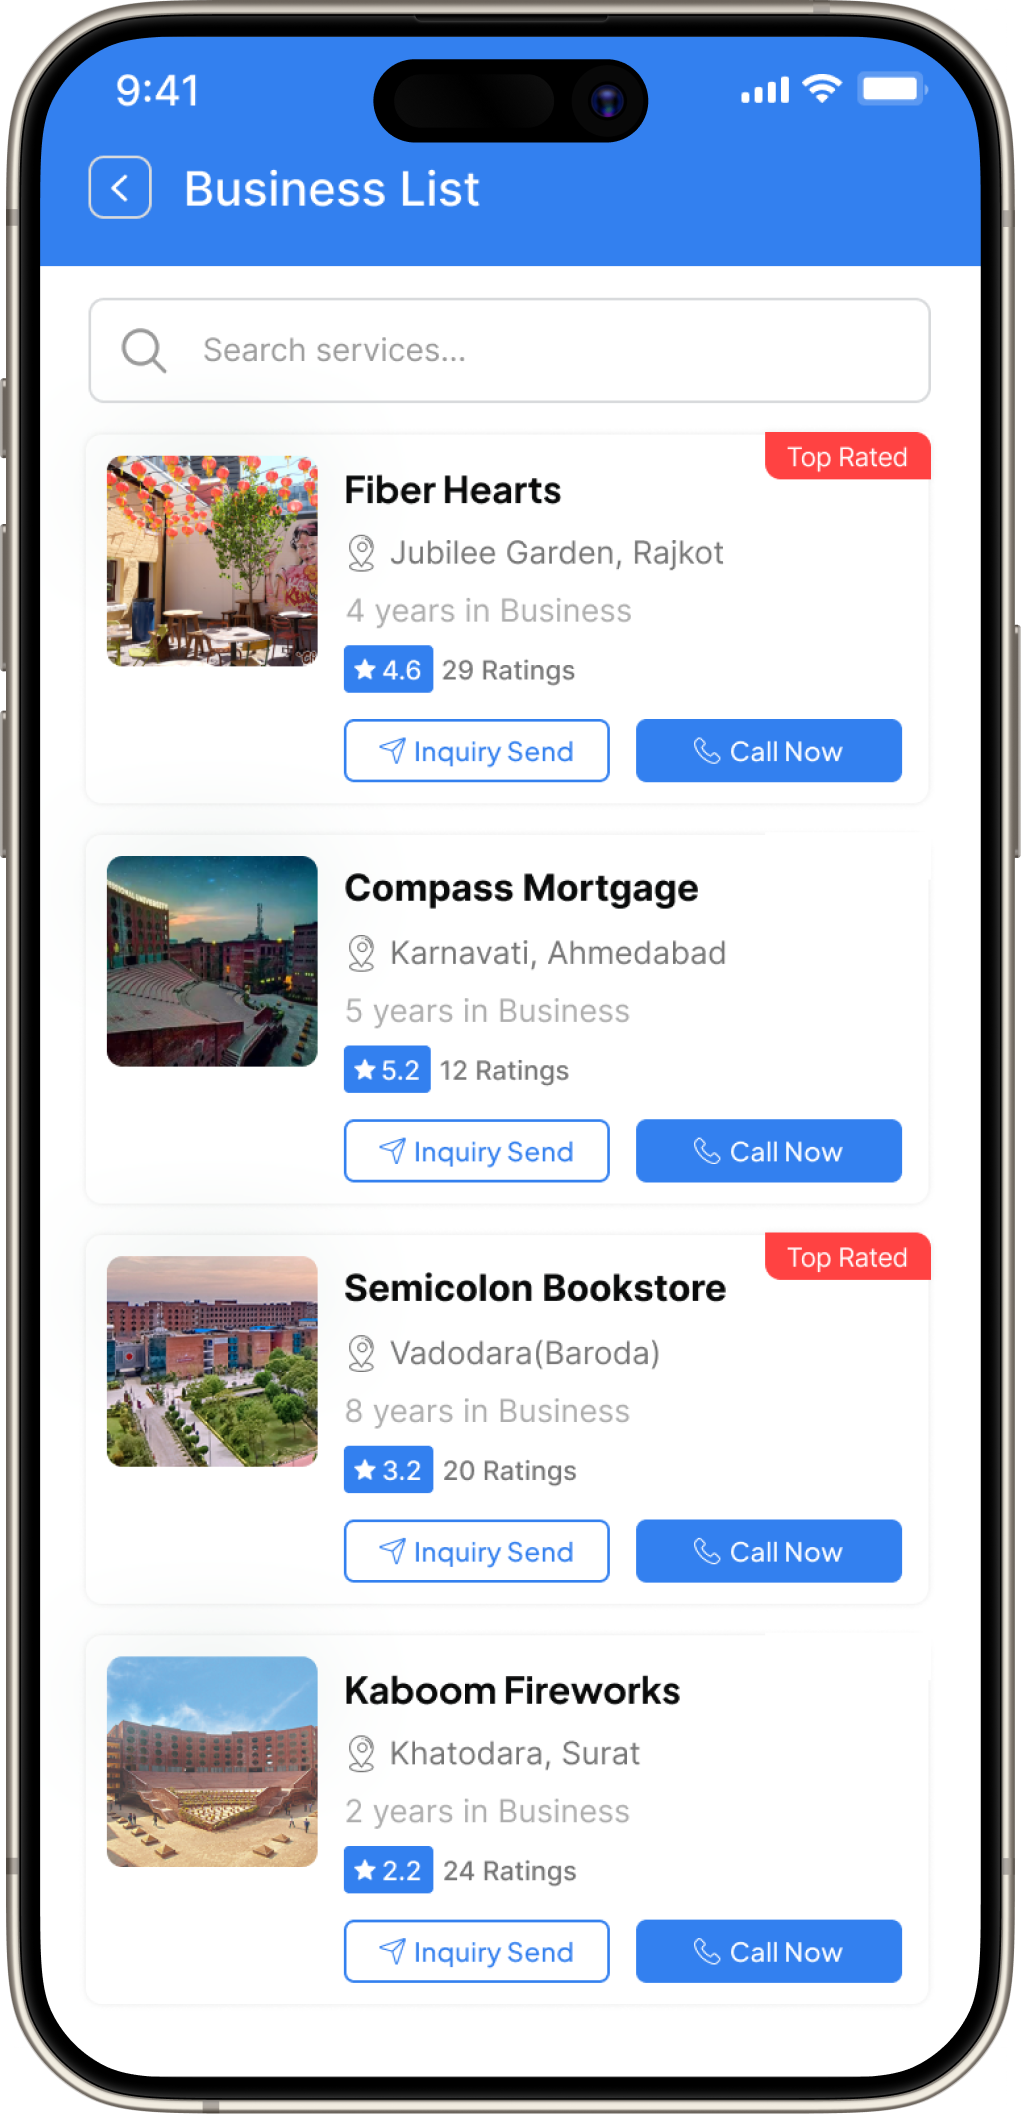 9:41
Business List
Search services...
Top Rated
Fiber Hearts
Jubilee Garden, Rajkot
4 years in Business
4.6 29 Ratings
Inquiry Send Call Now
Compass Mortgage
Karnavati, Ahmedabad
5 years in Business
5.2 12 Ratings
Inquiry Send Call Now
Top Rated
Semicolon Bookstore
Vadodara(Baroda)
8 years in Business
3.2 20 Ratings
Inquiry Send Call Now
Kaboom Fireworks
Khatodara, Surat
2 years in Business
2.2 24 Ratings
Inquiry Send Call Now